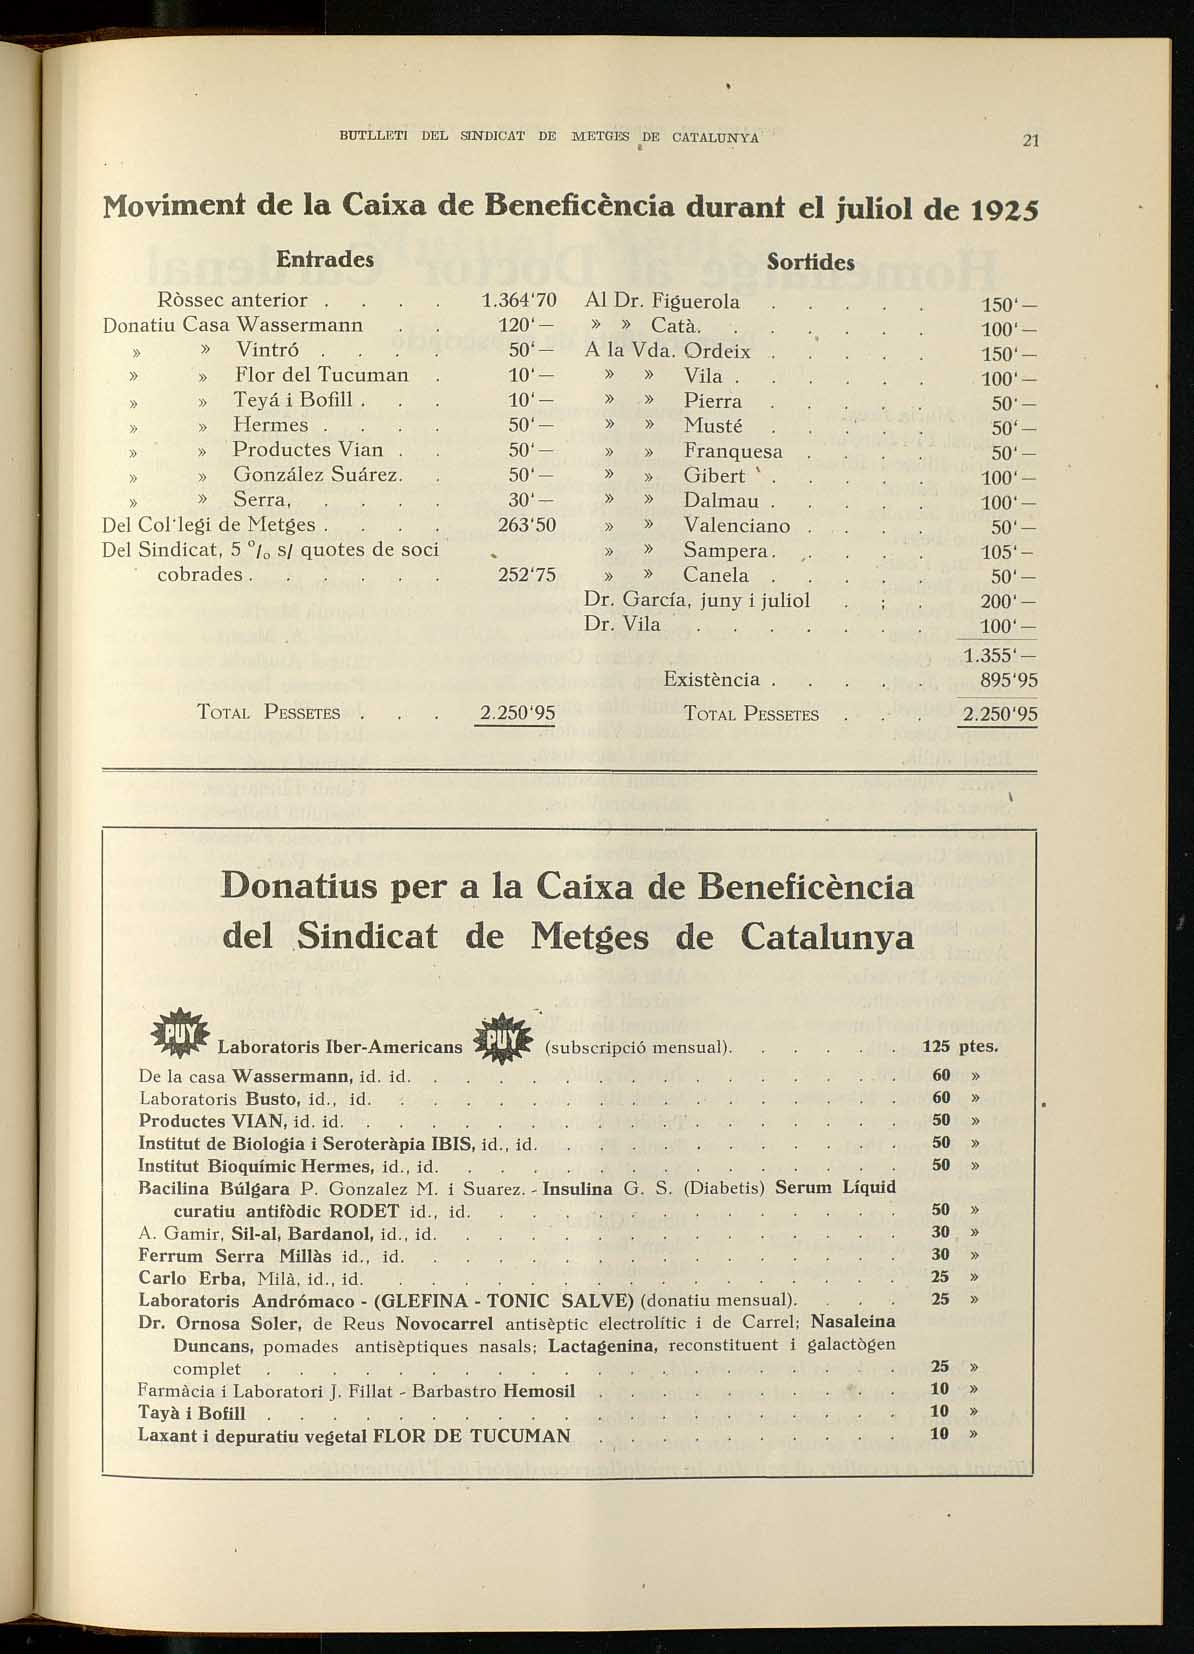 BUTLLETI DEL SINDICAT DE METGES DE CATALUNYA 21
Moviment de la Caixa de Beneficència durant el juliol de 1925
Entrades
Ròssec anterior . . . . 1.364'70
Donatiu Casa Wassermann . . 120'—
» » Vintró . . . . 50'—
» » Flor del Tucuman . 10'—
» » Teyá i Bofill . . . 10'—
» » Hermes . . . . 50'—
» » Productes Vian . . 50'—
» » González Suárez. . 50'—
» » Serra, . . . 30'—
Del Col'legi de Metges . . . . 263'50
Del Sindicat, 5 °/o s/ quotes de soci
cobrades . . . . . . 252'75
TOTAL PESSETES . . . 2.250'95
Sortides
Al Dr. Figuerola . . . . . 150'—
» » Catà. . . . . . . 100'—
A la Vda. Ordeix . . . . . 150'—
» » Vila . . . . . . 100'—
» » Pierra . . . . . 50'—
» » Musté . . . . . 50'—
» » Franquesa . . . . 50'—
» » Gibert . . . . . 100'—
» » Dalmau . . . . . 100'—
» » Valenciano . . . . 50'—
» » Sampera. . . . . 105'—
» » Canela . . . . . 50'—
Dr. García, juny i juliol . . . 200'—
Dr. Vila . . . . . . 100'—
1.355'—
Existència . . . . . 895'95
TOTAL PESSETES . . . 2.250'95
Donatius per a la Caixa de Beneficència
del Sindicat de Metges de Catalunya
PUY Laboratoris Iber-Americans PUY (subscripció mensual). . . . . . 125 ptes.
De la casa Wassermann, id. id. . . . . . . . . . . . . . . . 60 »
Laboratoris Busto, id., id. . . . . . . . . . . . . . . . . 60 »
Productes VIAN, id. id. . . . . . . . . . . . . . . . . . 50 »
Institut de Biologia i Seroteràpia IBIS, id., id. . . . . . . . . . . . 50 »
Institut Bioquímic Hermes, id., id. . . . . . . . . . . . . . . 50 »
Bacilina Búlgara P. Gonzalez M. i Suarez. - Insulina G. S. (Diabetis) Serum Líquid
curatiu antifòdic RODET id., id. . . . . . . . . . . . . . 50 »
A. Gamir, Sil-al, Bardanol, id., id. . . . . . . . . . . . . . . 30 »
Ferrum Serra Millàs id., id. . . . . . . . . . . . . . . . 30 »
Carlo Erba, Milà, id., id. . . . . . . . . . . . . . . . . 25 »
Laboratoris Andrómaco - (GLEFINA - TONIC SALVE) (donatiu mensual). . . . 25 »
Dr. Ornosa Soler, de Reus Novocarrel antisèptic electrolític i de Carrel; Nasaleina
Duncans, pomades antisèptiques nasals; Lactagenina, reconstituent i galactògen
complet . . . . . . . . . . . . . . . . . . . . 25 »
Farmàcia i Laboratori J. Fillat - Barbastro Hemosil . . . . . . . . . . 10 »
Tayà i Bofill . . . . . . . . . . . . . . . . . . . . 10 »
Laxant i depuratiu vegetal FLOR DE TUCUMAN . . . . . . . . . . 10 »